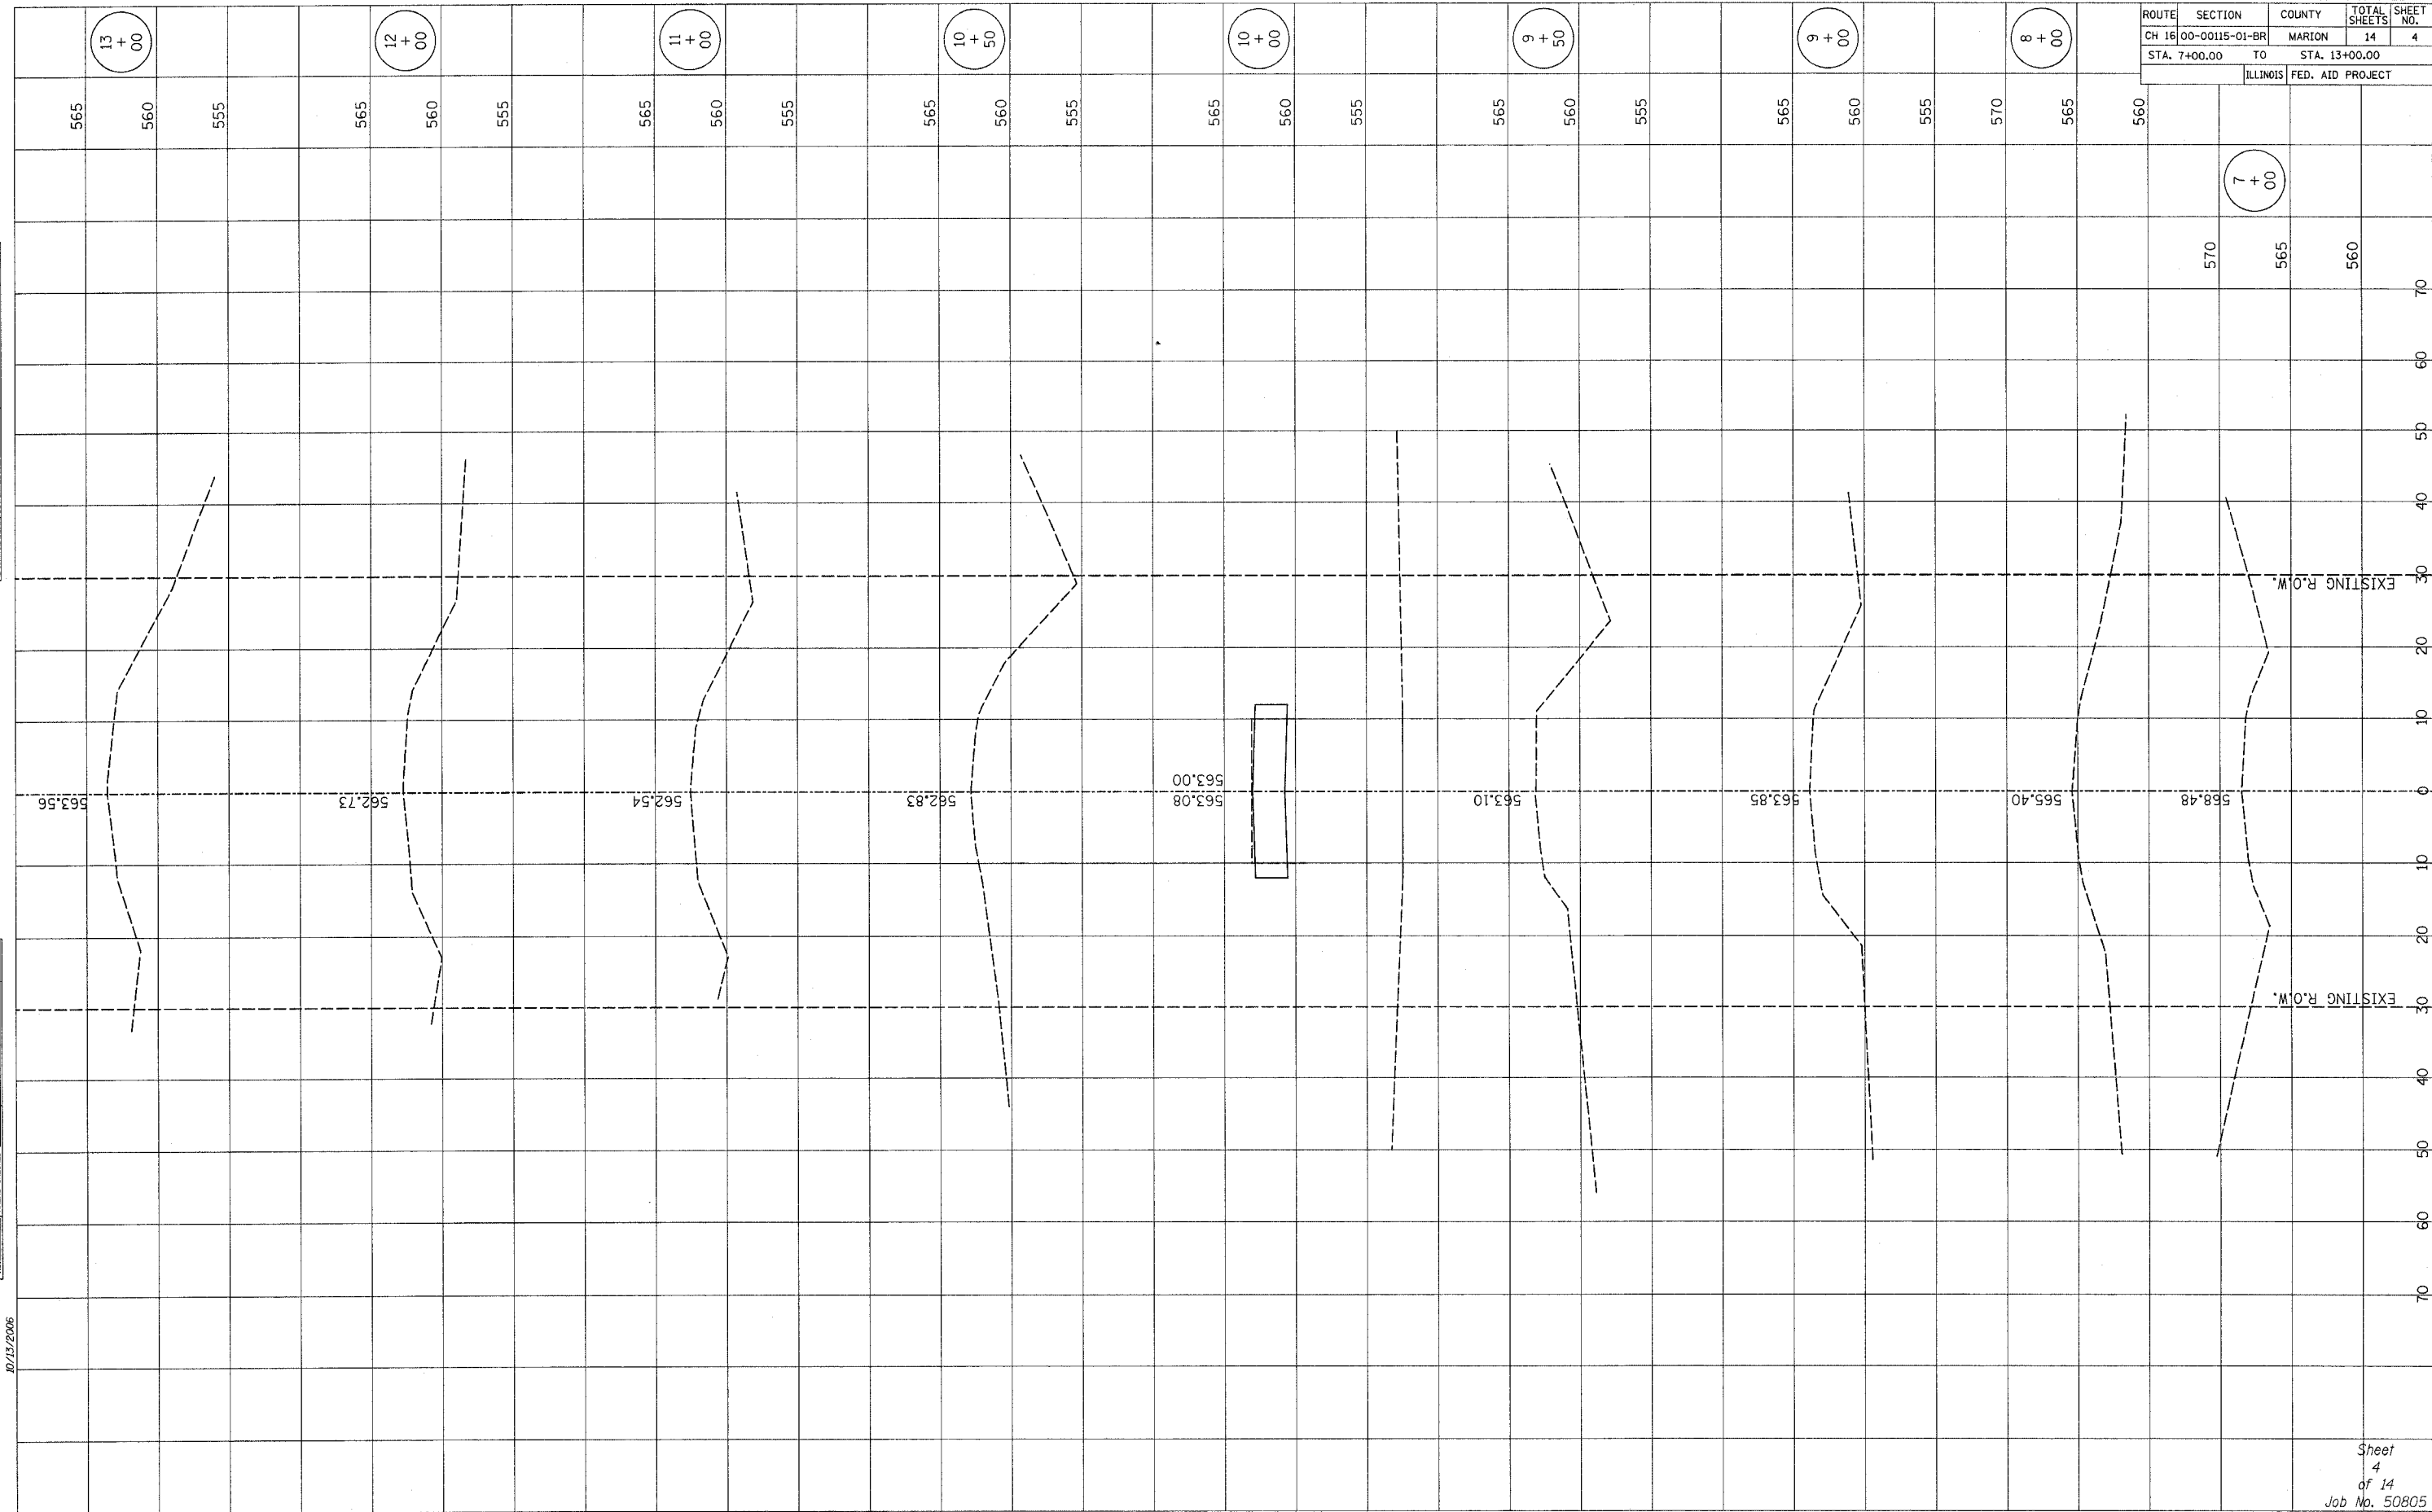 ROUTE SECTION COUNTY TOTAL SHEETS SHEET NO.
CH 16 00-00115-01-BR MARION 14 4
STA. 7+00.00 TO STA. 13+00.00
ILLINOIS FED. AID PROJECT
13 + 00
12 + 00
11 + 00
10 + 50
10 + 00
9 + 50
9 + 00
8 + 00
7 + 00
565 560 555
565 560 555
565 560 555
565 560 555
565 560 555
565 560 555
565 560 555
570 565 560
570 565 560
70
60
50
40
30
20
10
0
10
20
30
40
50
60
70
EXISTING R.O.W.
EXISTING R.O.W.
563.56
562.73
562.54
562.83
563.00
563.08
563.10
563.85
565.40
568.48
10/13/2006
Sheet
4
of 14
Job No. 50805